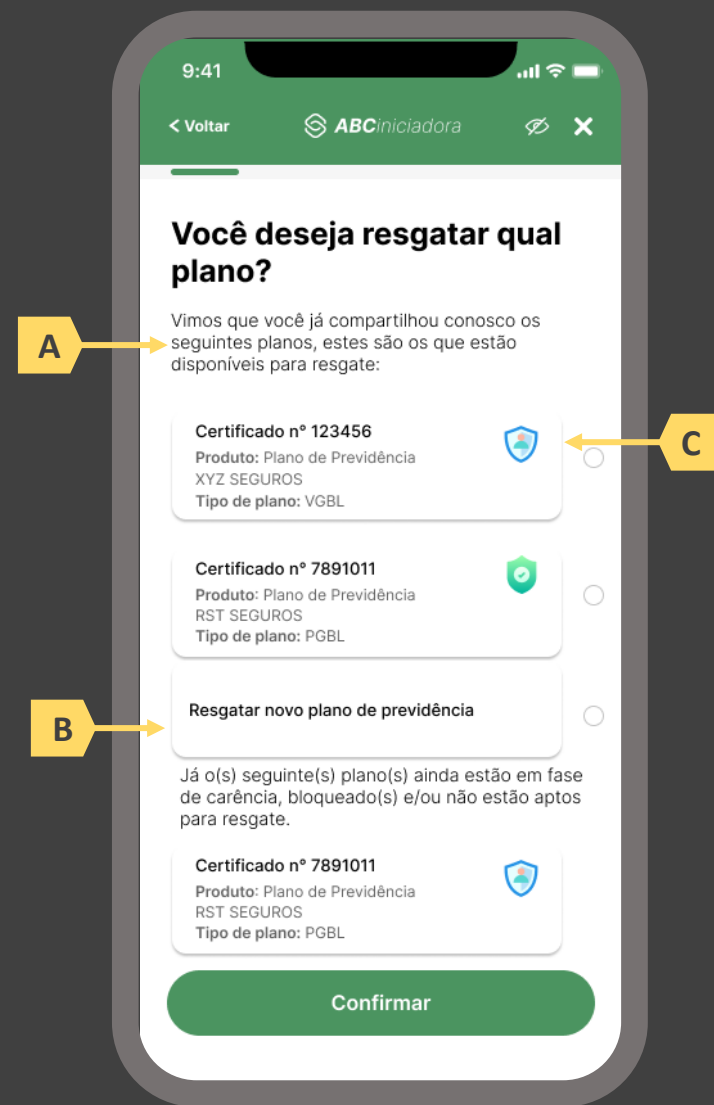 9:41
< Voltar
ABCiniciadora
Você deseja resgatar qual
plano?
Vimos que você já compartilhou conosco os
seguintes planos, estes são os que estão
disponíveis para resgate:
A
Certificado n° 123456
Produto: Plano de Previdência
XYZ SEGUROS
Tipo de plano: VGBL
C
Certificado n° 7891011
Produto: Plano de Previdência
RST SEGUROS
Tipo de plano: PGBL
Resgatar novo plano de previdência
B
Já o(s) seguinte(s) plano(s) ainda estão em fase
de carência, bloqueado(s) e/ou não estão aptos
para resgate.
Certificado n° 7891011
Produto: Plano de Previdência
RST SEGUROS
Tipo de plano: PGBL
Confirmar